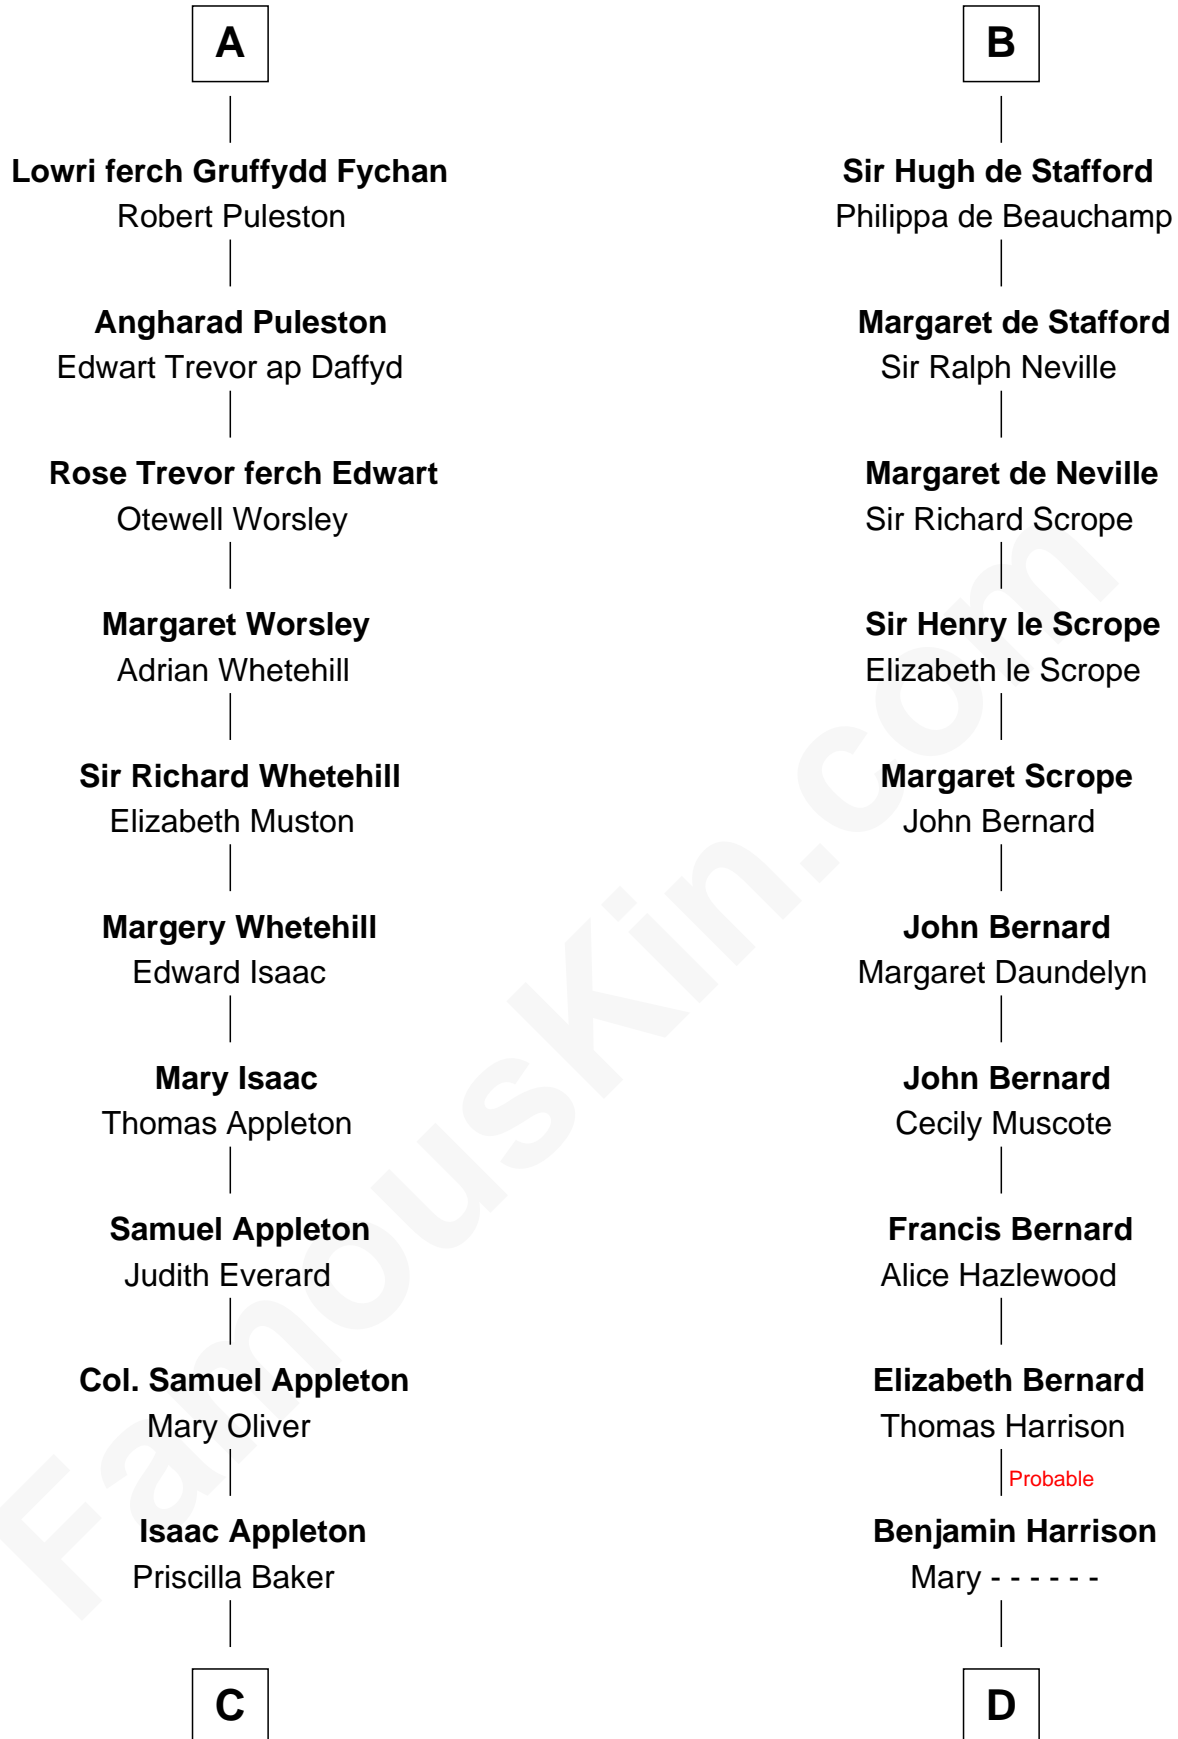 A
Lowri ferch Gruffydd Fychan
Robert Puleston
Angharad Puleston
Edwart Trevor ap Daffyd
Rose Trevor ferch Edwart
Otewell Worsley
Margaret Worsley
Adrian Whetehill
Sir Richard Whetehill
Elizabeth Muston
Margery Whetehill
Edward Isaac
Mary Isaac
Thomas Appleton
Samuel Appleton
Judith Everard
Col. Samuel Appleton
Mary Oliver
Isaac Appleton
Priscilla Baker
C
B
Sir Hugh de Stafford
Philippa de Beauchamp
Margaret de Stafford
Sir Ralph Neville
Margaret de Neville
Sir Richard Scrope
Sir Henry le Scrope
Elizabeth le Scrope
Margaret Scrope
John Bernard
John Bernard
Margaret Daundelyn
John Bernard
Cecily Muscote
Francis Bernard
Alice Hazlewood
Elizabeth Bernard
Thomas Harrison
Probable
Benjamin Harrison
Mary - - - - - -
D
FamousKin.com